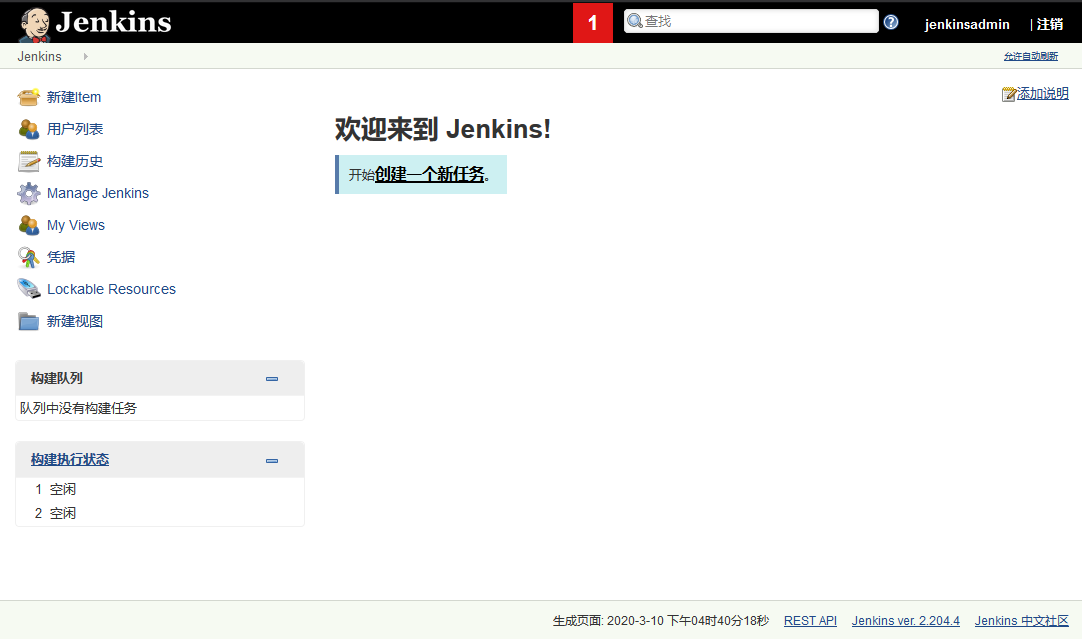 Jenkins
1
查找
jenkinsadmin | 注销
Jenkins
允许自动刷新
新建Item
用户列表
构建历史
Manage Jenkins
My Views
凭据
Lockable Resources
新建视图
构建队列
队列中没有构建任务
构建执行状态
1 空闲
2 空闲
添加说明
欢迎来到 Jenkins!
开始创建一个新任务。
生成页面: 2020-3-10 下午04时40分18秒 REST API Jenkins ver. 2.204.4 Jenkins 中文社区